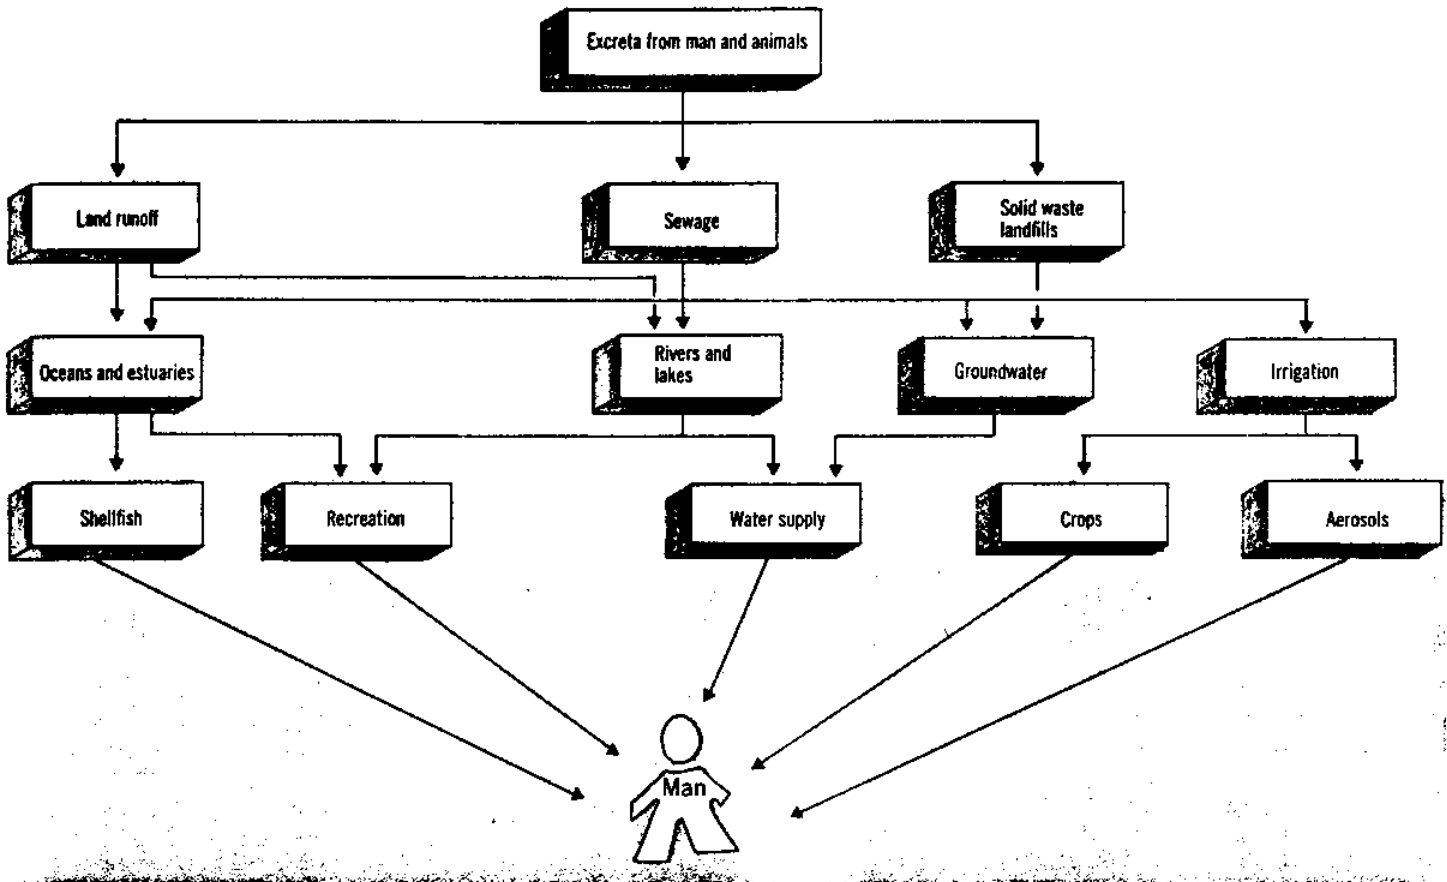 Excreta from man and animals
Land runoff
Sewage
Solid waste
landfills
Oceans and estuaries
Rivers and
lakes
Groundwater
Irrigation
Shellfish
Recreation
Water supply
Crops
Aerosols
Man